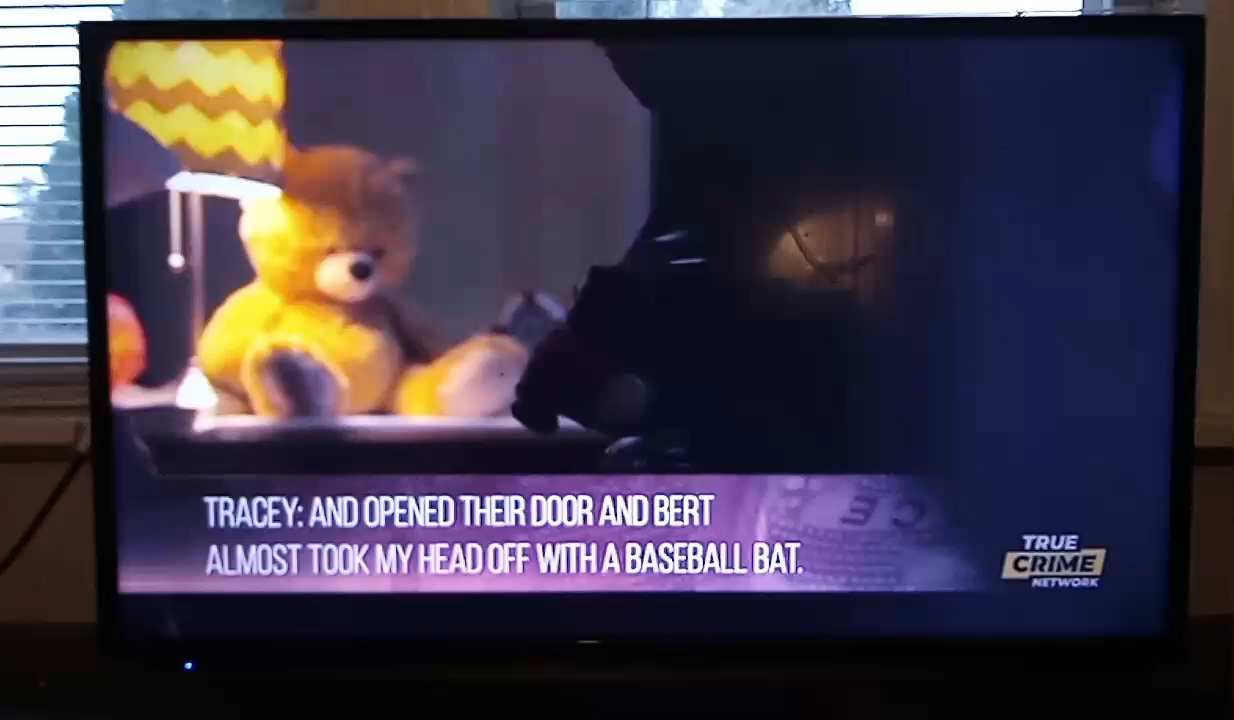 TRACEY: AND OPENED THEIR DOOR AND BERT
ALMOST TOOK MY HEAD OFF WITH A BASEBALL BAT.
TRUE
CRIME
NETWORK